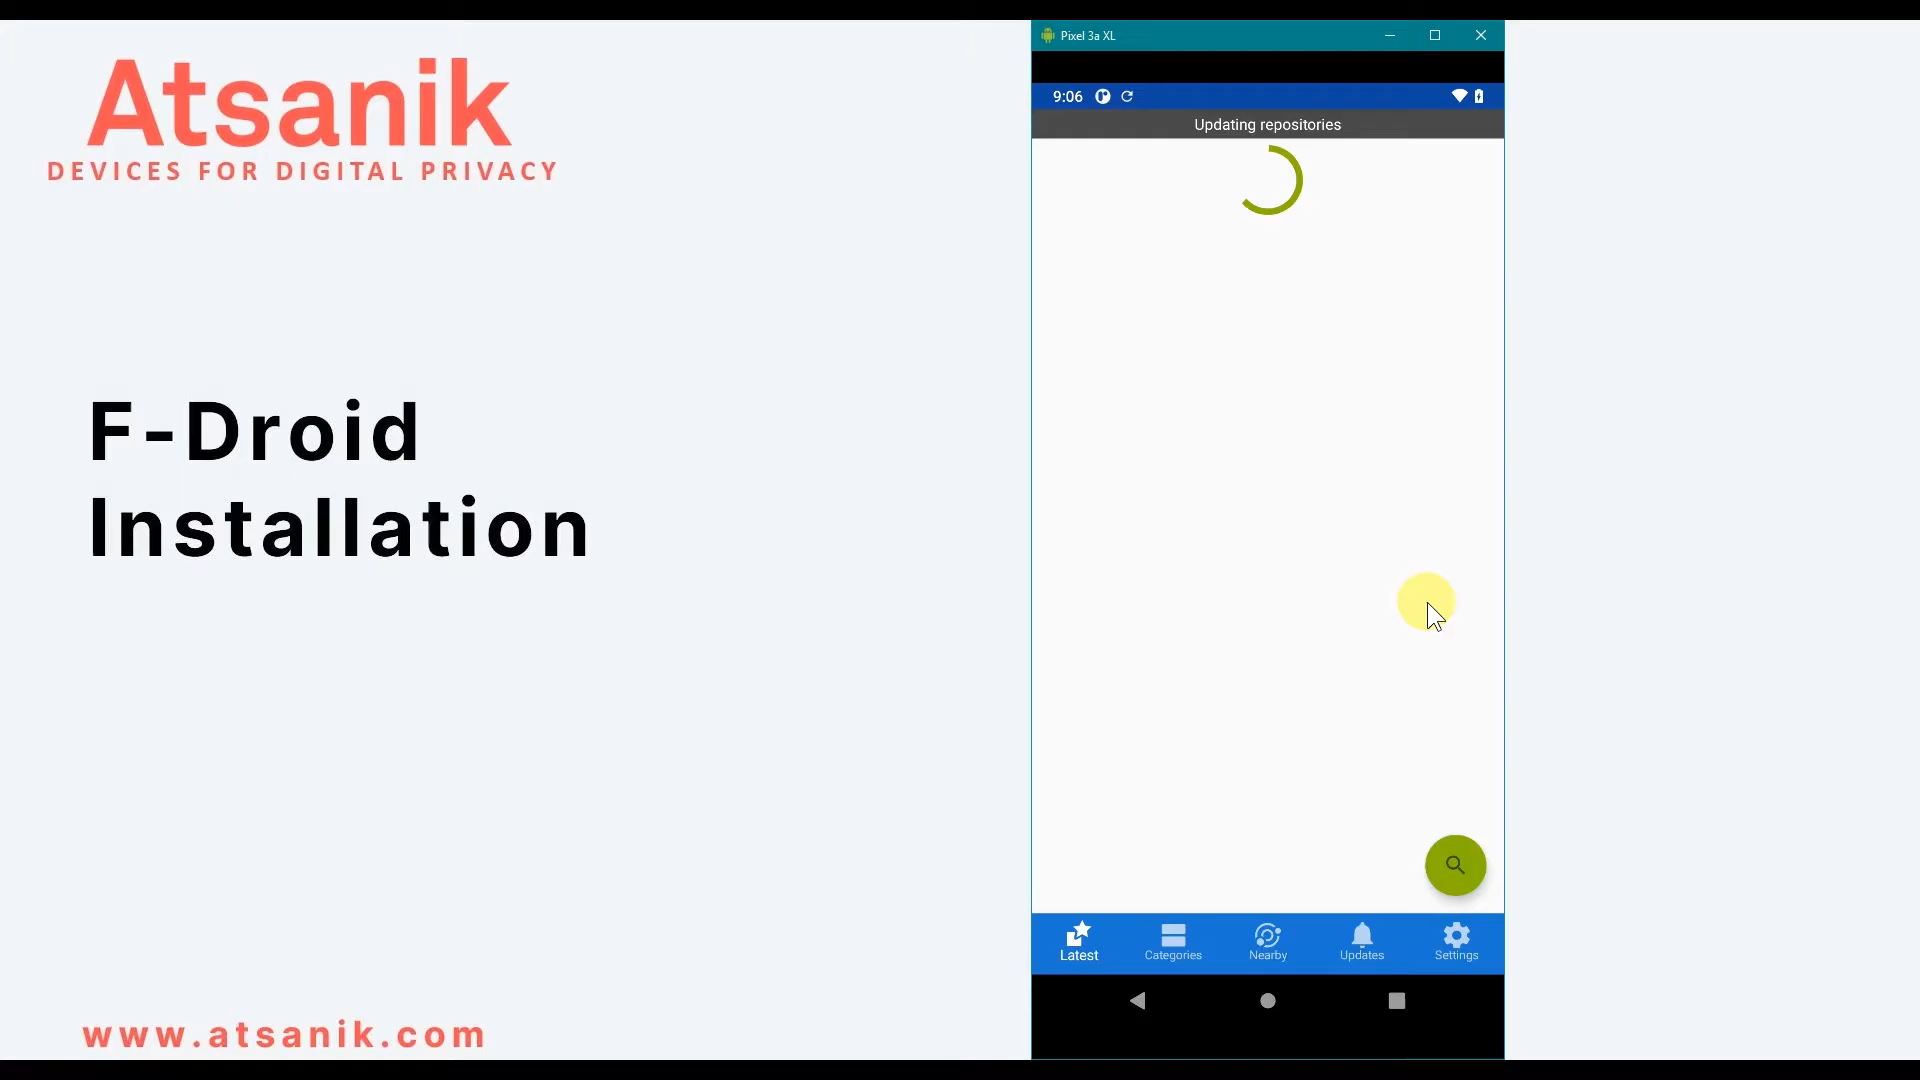 Atsanik
DEVICES FOR DIGITAL PRIVACY
F-Droid
Installation
www.atsanik.com
Pixel 3a XL
9:06
Updating repositories
Latest
Categories
Nearby
Updates
Settings